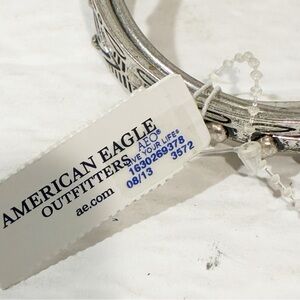 AMERICAN EAGLE
OUTFITTERS
ae.com
AEO®
LIVE YOUR LIFE®
1630269378
08/13 3572